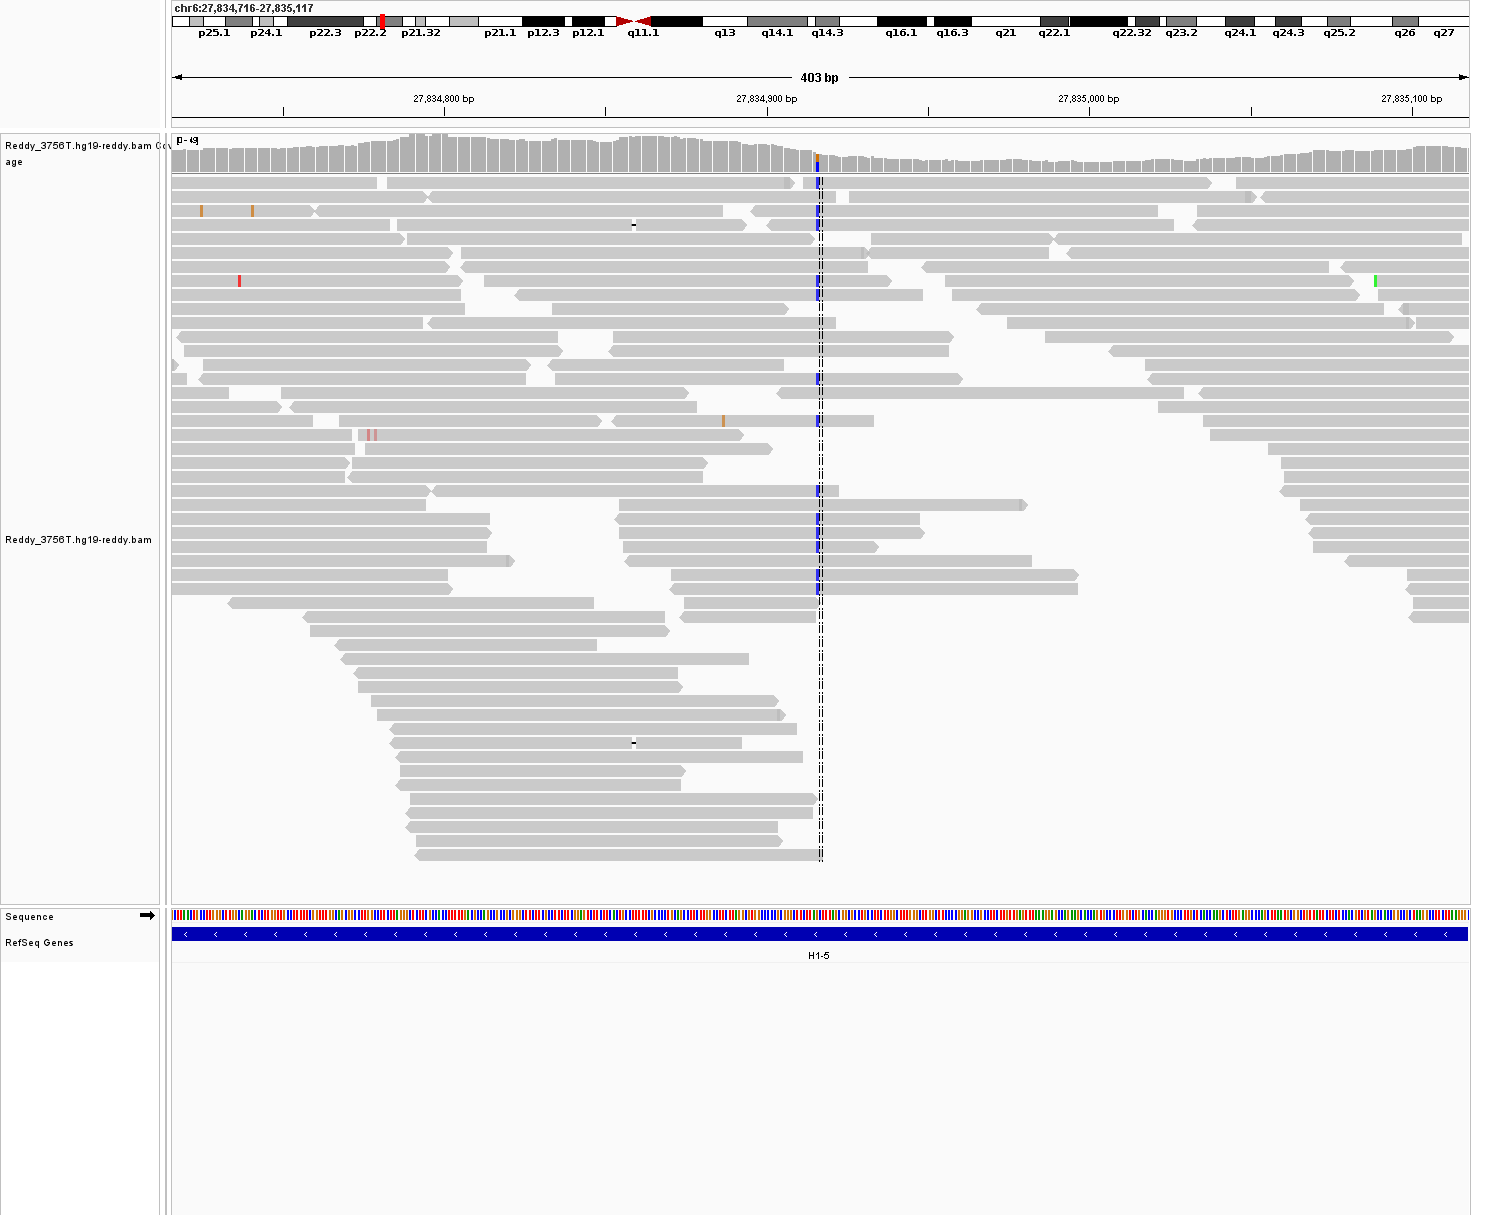 chr6:27,834,716-27,835,117
p25.1 p24.1 p22.3 p22.2 p21.32 p21.1 p12.3 p12.1 q11.1 q13 q14.1 q14.3 q16.1 q16.3 q21 q22.1 q22.32 q23.2 q24.1 q24.3 q25.2 q26 q27
403 bp
27,834,800 bp 27,834,900 bp 27,835,000 bp 27,835,100 bp
Reddy_3756T.hg19-reddy.bam Cov
age
Reddy_3756T.hg19-reddy.bam
Sequence
RefSeq Genes
H1-5